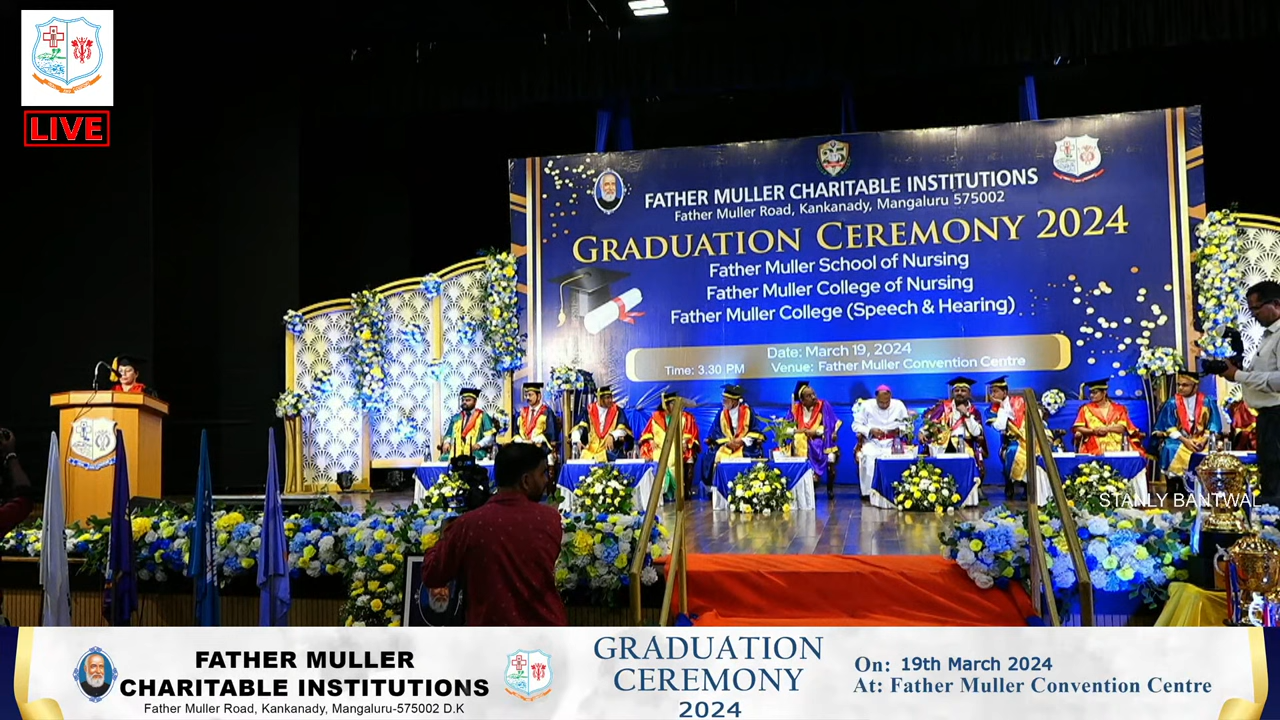 LIVE
FATHER MULLER CHARITABLE INSTITUTIONS
Father Muller Road, Kankanady, Mangaluru 575002
GRADUATION CEREMONY 2024
Father Muller School of Nursing
Father Muller College of Nursing
Father Muller College (Speech & Hearing)
Date: March 19, 2024
Time: 3.30 PM Venue: Father Muller Convention Centre
STANLY BANTWAL
FATHER MULLER
CHARITABLE INSTITUTIONS
Father Muller Road, Kankanady, Mangaluru-575002 D.K
GRADUATION
CEREMONY
2024
On: 19th March 2024
At: Father Muller Convention Centre